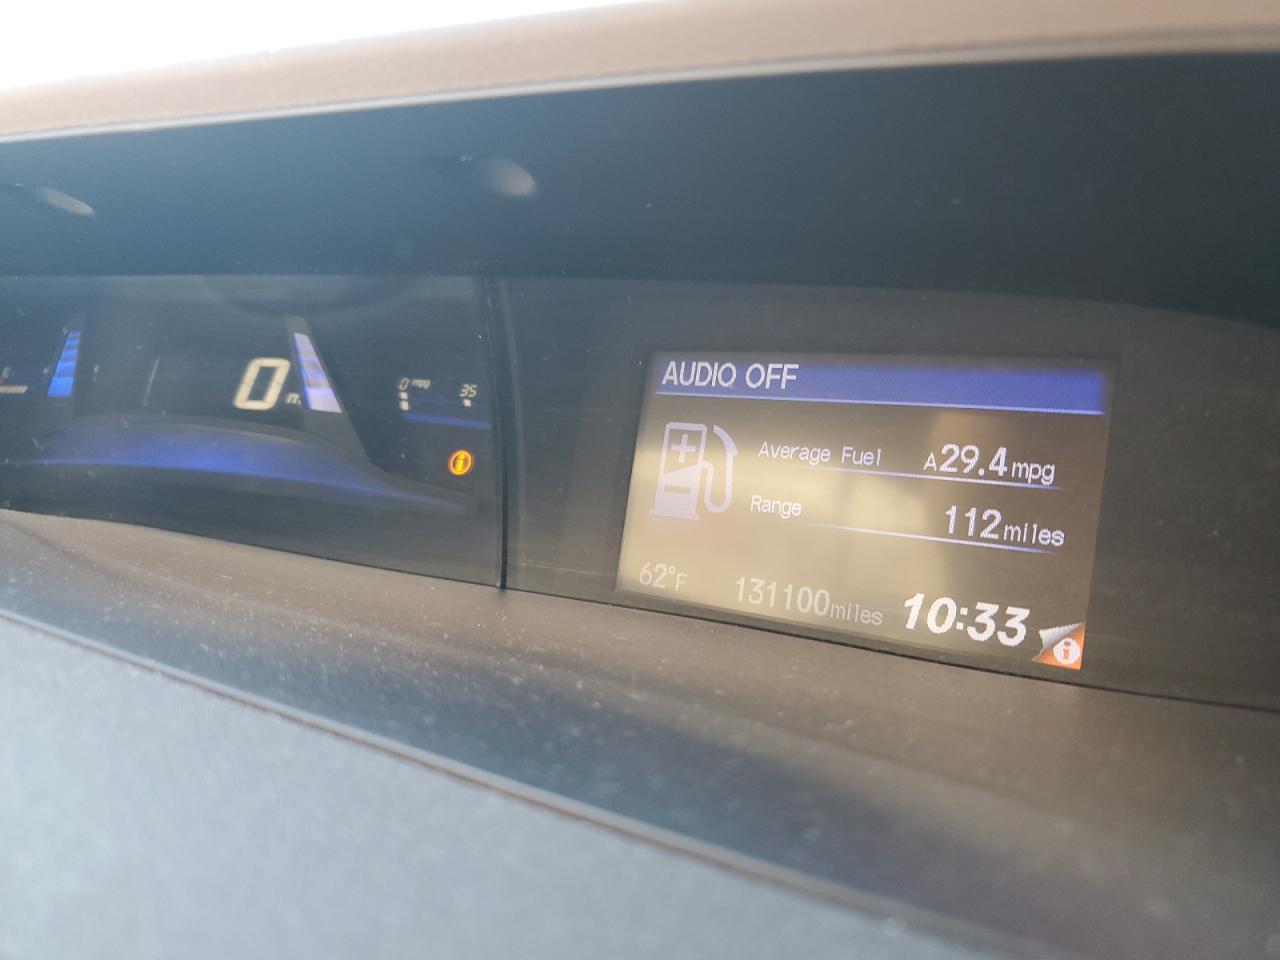 0
0 mpg 35
AUDIO OFF
Average Fuel A29.4mpg
Range 112miles
62°F 131100miles 10:33